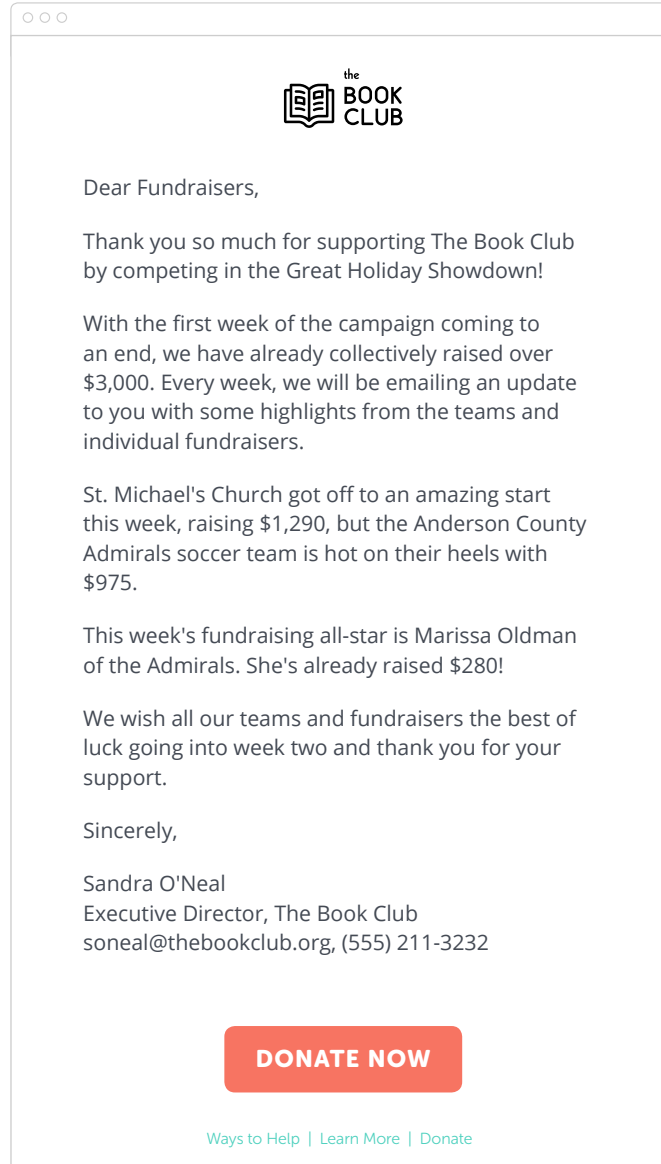 the
BOOK
CLUB
Dear Fundraisers,
Thank you so much for supporting The Book Club
by competing in the Great Holiday Showdown!
With the first week of the campaign coming to
an end, we have already collectively raised over
$3,000. Every week, we will be emailing an update
to you with some highlights from the teams and
individual fundraisers.
St. Michael's Church got off to an amazing start
this week, raising $1,290, but the Anderson County
Admirals soccer team is hot on their heels with
$975.
This week's fundraising all-star is Marissa Oldman
of the Admirals. She's already raised $280!
We wish all our teams and fundraisers the best of
luck going into week two and thank you for your
support.
Sincerely,
Sandra O'Neal
Executive Director, The Book Club
soneal@thebookclub.org, (555) 211-3232
DONATE NOW
Ways to Help | Learn More | Donate